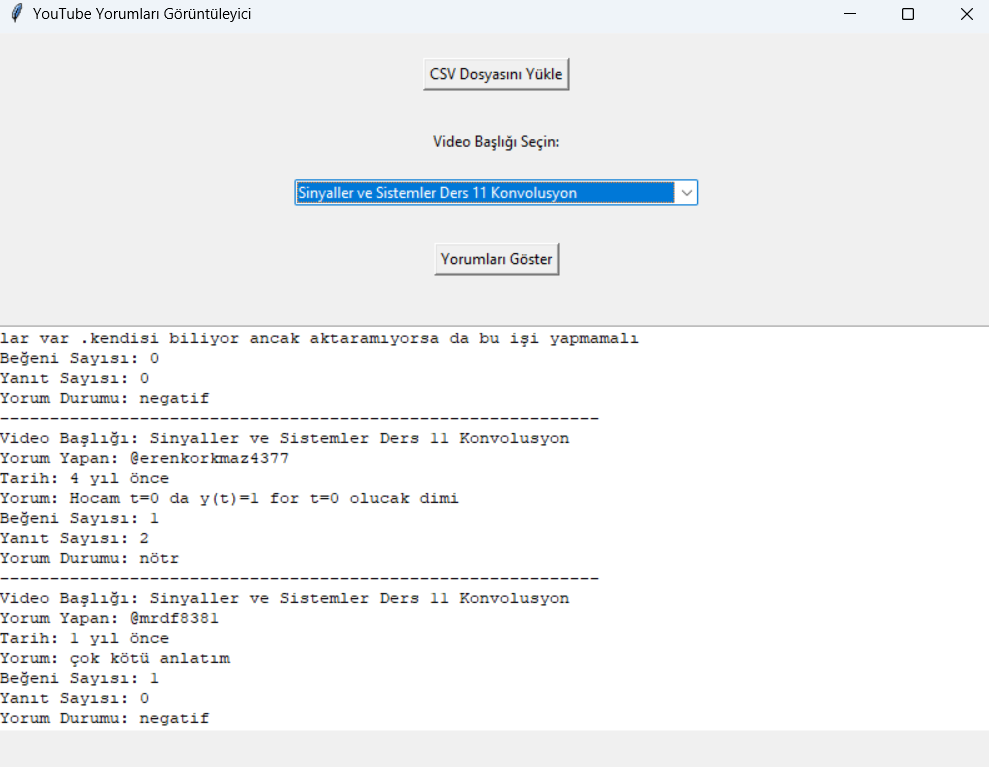 YouTube Yorumları Görüntüleyici
CSV Dosyasını Yükle
Video Başlığı Seçin:
Sinyaller ve Sistemler Ders 11 Konvolusyon
Yorumları Göster
lar var .kendisi biliyor ancak aktaramıyorsa da bu işi yapmamalı
Beğeni Sayısı: 0
Yanıt Sayısı: 0
Yorum Durumu: negatif
------------------------------------------------------------
Video Başlığı: Sinyaller ve Sistemler Ders 11 Konvolusyon
Yorum Yapan: @erenkorkmaz4377
Tarih: 4 yıl önce
Yorum: Hocam t=0 da y(t)=1 for t=0 olucak dimi
Beğeni Sayısı: 1
Yanıt Sayısı: 2
Yorum Durumu: nötr
------------------------------------------------------------
Video Başlığı: Sinyaller ve Sistemler Ders 11 Konvolusyon
Yorum Yapan: @mrdf8381
Tarih: 1 yıl önce
Yorum: çok kötü anlatım
Beğeni Sayısı: 1
Yanıt Sayısı: 0
Yorum Durumu: negatif